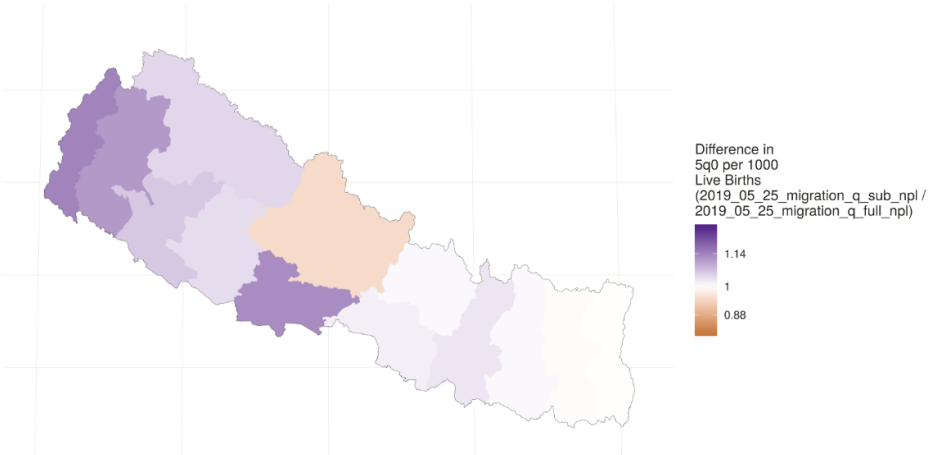 Difference in
5q0 per 1000
Live Births
(2019_05_25_migration_q_sub_npl /
2019_05_25_migration_q_full_npl)
1.14
1
0.88